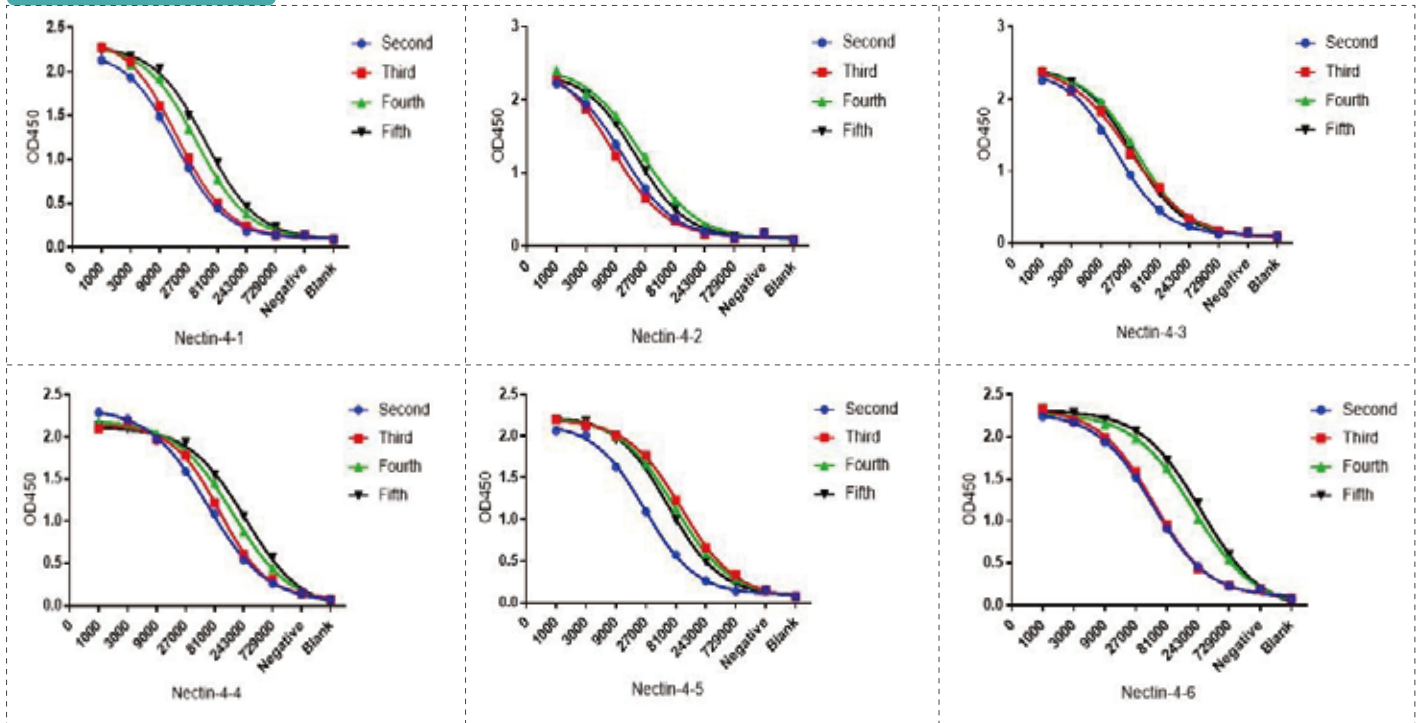 2.5
2.0
1.5
1.0
0.5
0.0
OD450
0
1000
3000
9000
27000
81000
243000
729000
Negative
Blank
Second
Third
Fourth
Fifth
Nectin-4-1
3
2
1
0
OD450
0
1000
3000
9000
27000
81000
243000
729000
Negative
Blank
Second
Third
Fourth
Fifth
Nectin-4-2
3
2
1
0
OD450
0
1000
3000
9000
27000
81000
243000
729000
Negative
Blank
Second
Third
Fourth
Fifth
Nectin-4-3
2.5
2.0
1.5
1.0
0.5
0.0
OD450
0
1000
3000
9000
27000
81000
243000
729000
Negative
Blank
Second
Third
Fourth
Fifth
Nectin-4-4
2.5
2.0
1.5
1.0
0.5
0.0
OD450
0
1000
3000
9000
27000
81000
243000
729000
Negative
Blank
Second
Third
Fourth
Fifth
Nectin-4-5
2.5
2.0
1.5
1.0
0.5
0.0
OD450
0
1000
3000
9000
27000
81000
243000
729000
Negative
Blank
Second
Third
Fourth
Fifth
Nectin-4-6